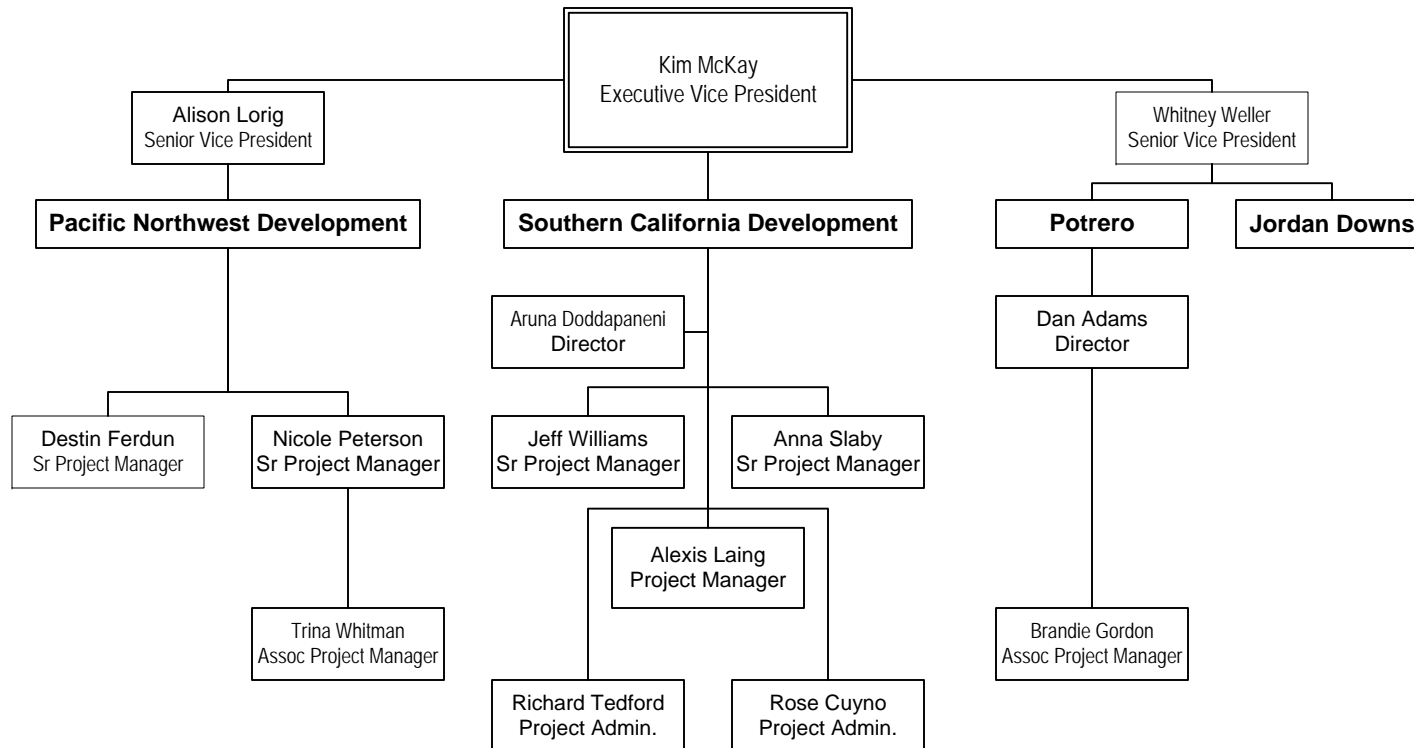 Kim McKay
Executive Vice President
Alison Lorig
Senior Vice President
Whitney Weller
Senior Vice President
Pacific Northwest Development
Southern California Development
Potrero
Jordan Downs
Aruna Doddapaneni
Director
Dan Adams
Director
Destin Ferdun
Sr Project Manager
Nicole Peterson
Sr Project Manager
Jeff Williams
Sr Project Manager
Anna Slaby
Sr Project Manager
Alexis Laing
Project Manager
Trina Whitman
Assoc Project Manager
Brandie Gordon
Assoc Project Manager
Richard Tedford
Project Admin.
Rose Cuyno
Project Admin.